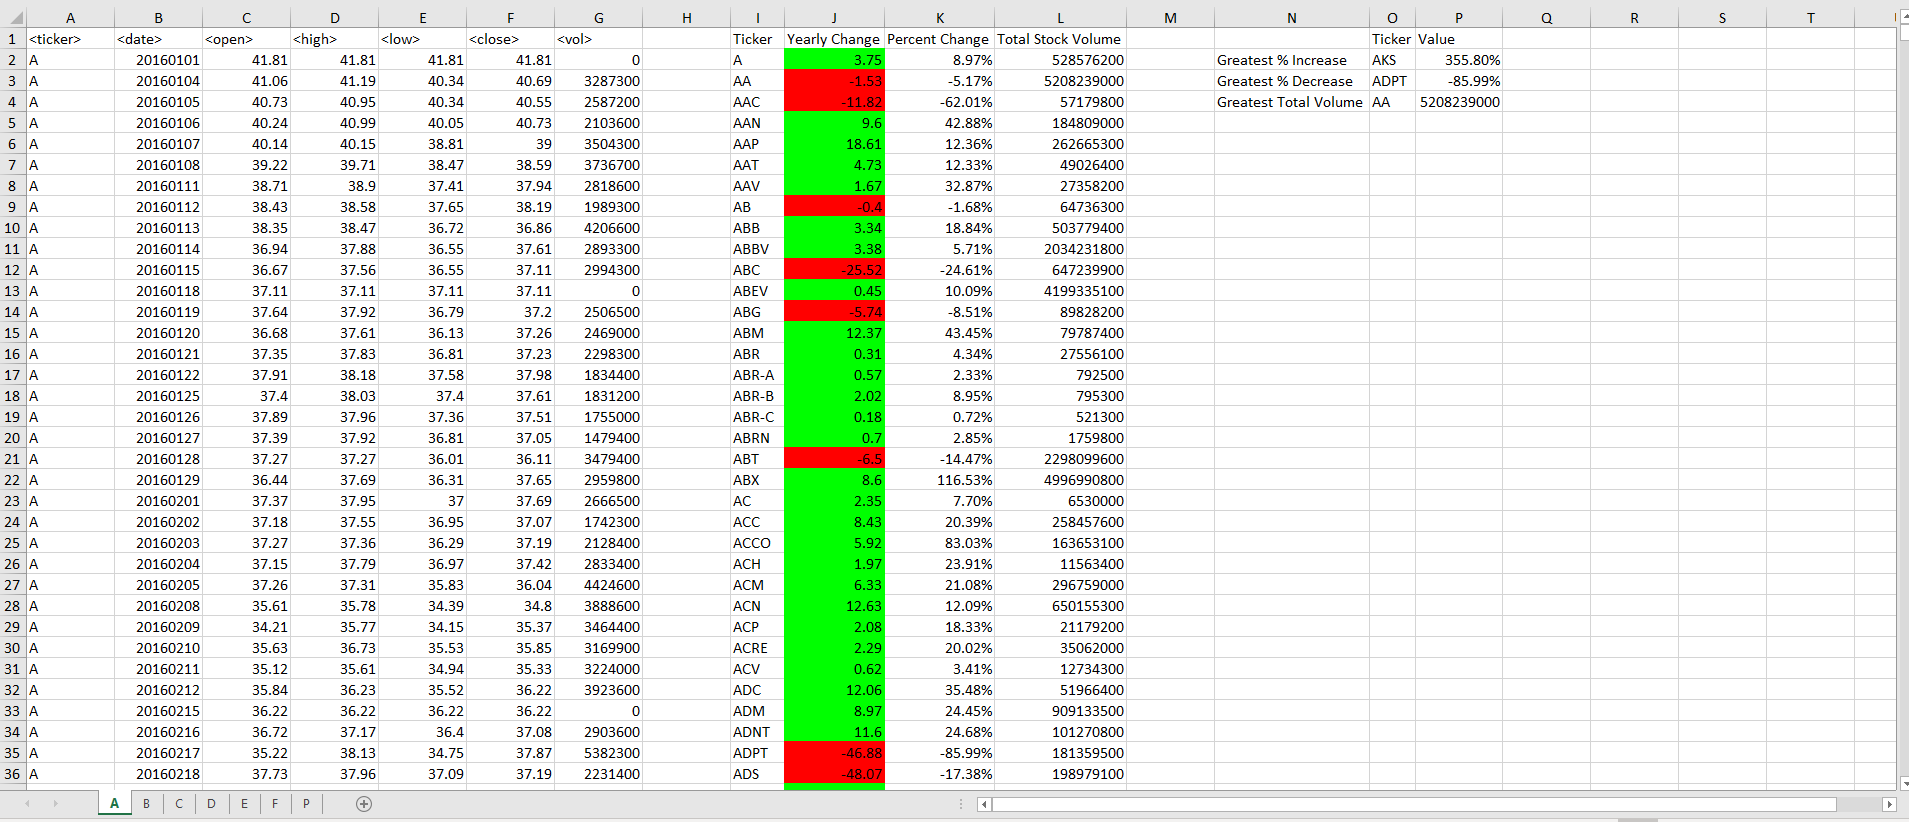 A B C D E F G H I J K L M N O P Q R S T
1 <ticker> <date> <open> <high> <low> <close> <vol> Ticker Yearly Change Percent Change Total Stock Volume Ticker Value
2 A 20160101 41.81 41.81 41.81 41.81 0 A 3.75 8.97% 528576200 Greatest % Increase AKS 355.80%
3 A 20160104 41.06 41.19 40.34 40.69 3287300 AA -1.53 -5.17% 5208239000 Greatest % Decrease ADPT -85.99%
4 A 20160105 40.73 40.95 40.34 40.55 2587200 AAC -11.82 -62.01% 57179800 Greatest Total Volume AA 5208239000
5 A 20160106 40.24 40.99 40.05 40.73 2103600 AAN 9.6 42.88% 184809000
6 A 20160107 40.14 40.15 38.81 39 3504300 AAP 18.61 12.36% 262665300
7 A 20160108 39.22 39.71 38.47 38.59 3736700 AAT 4.73 12.33% 49026400
8 A 20160111 38.71 38.9 37.41 37.94 2818600 AAV 1.67 32.87% 27358200
9 A 20160112 38.43 38.58 37.65 38.19 1989300 AB -0.4 -1.68% 64736300
10 A 20160113 38.35 38.47 36.72 36.86 4206600 ABB 3.34 18.84% 503779400
11 A 20160114 36.94 37.88 36.55 37.61 2893300 ABBV 3.38 5.71% 2034231800
12 A 20160115 36.67 37.56 36.55 37.11 2994300 ABC -25.52 -24.61% 647239900
13 A 20160118 37.11 37.11 37.11 37.11 0 ABEV 0.45 10.09% 4199335100
14 A 20160119 37.64 37.92 36.79 37.2 2506500 ABG -5.74 -8.51% 89828200
15 A 20160120 36.68 37.61 36.13 37.26 2469000 ABM 12.37 43.45% 79787400
16 A 20160121 37.35 37.83 36.81 37.23 2298300 ABR 0.31 4.34% 27556100
17 A 20160122 37.91 38.18 37.58 37.98 1834400 ABR-A 0.57 2.33% 792500
18 A 20160125 37.4 38.03 37.4 37.61 1831200 ABR-B 2.02 8.95% 795300
19 A 20160126 37.89 37.96 37.36 37.51 1755000 ABR-C 0.18 0.72% 521300
20 A 20160127 37.39 37.92 36.81 37.05 1479400 ABRN 0.7 2.85% 1759800
21 A 20160128 37.27 37.27 36.01 36.11 3479400 ABT -6.5 -14.47% 2298099600
22 A 20160129 36.44 37.69 36.31 37.65 2959800 ABX 8.6 116.53% 4996990800
23 A 20160201 37.37 37.95 37 37.69 2666500 AC 2.35 7.70% 6530000
24 A 20160202 37.18 37.55 36.95 37.07 1742300 ACC 8.43 20.39% 258457600
25 A 20160203 37.27 37.36 36.29 37.19 2128400 ACCO 5.92 83.03% 163653100
26 A 20160204 37.15 37.79 36.97 37.42 2833400 ACH 1.97 23.91% 11563400
27 A 20160205 37.26 37.31 35.83 36.04 4424600 ACM 6.33 21.08% 296759000
28 A 20160208 35.61 35.78 34.39 34.8 3888600 ACN 12.63 12.09% 650155300
29 A 20160209 34.21 35.77 34.15 35.37 3464400 ACP 2.08 18.33% 21179200
30 A 20160210 35.63 36.73 35.53 35.85 3169900 ACRE 2.29 20.02% 35062000
31 A 20160211 35.12 35.61 34.94 35.33 3224000 ACV 0.62 3.41% 12734300
32 A 20160212 35.84 36.23 35.52 36.22 3923600 ADC 12.06 35.48% 51966400
33 A 20160215 36.22 36.22 36.22 36.22 0 ADM 8.97 24.45% 909133500
34 A 20160216 36.72 37.17 36.4 37.08 2903600 ADNT 11.6 24.68% 101270800
35 A 20160217 35.22 38.13 34.75 37.87 5382300 ADPT -46.88 -85.99% 181359500
36 A 20160218 37.73 37.96 37.09 37.19 2231400 ADS -48.07 -17.38% 198979100
A B C D E F P